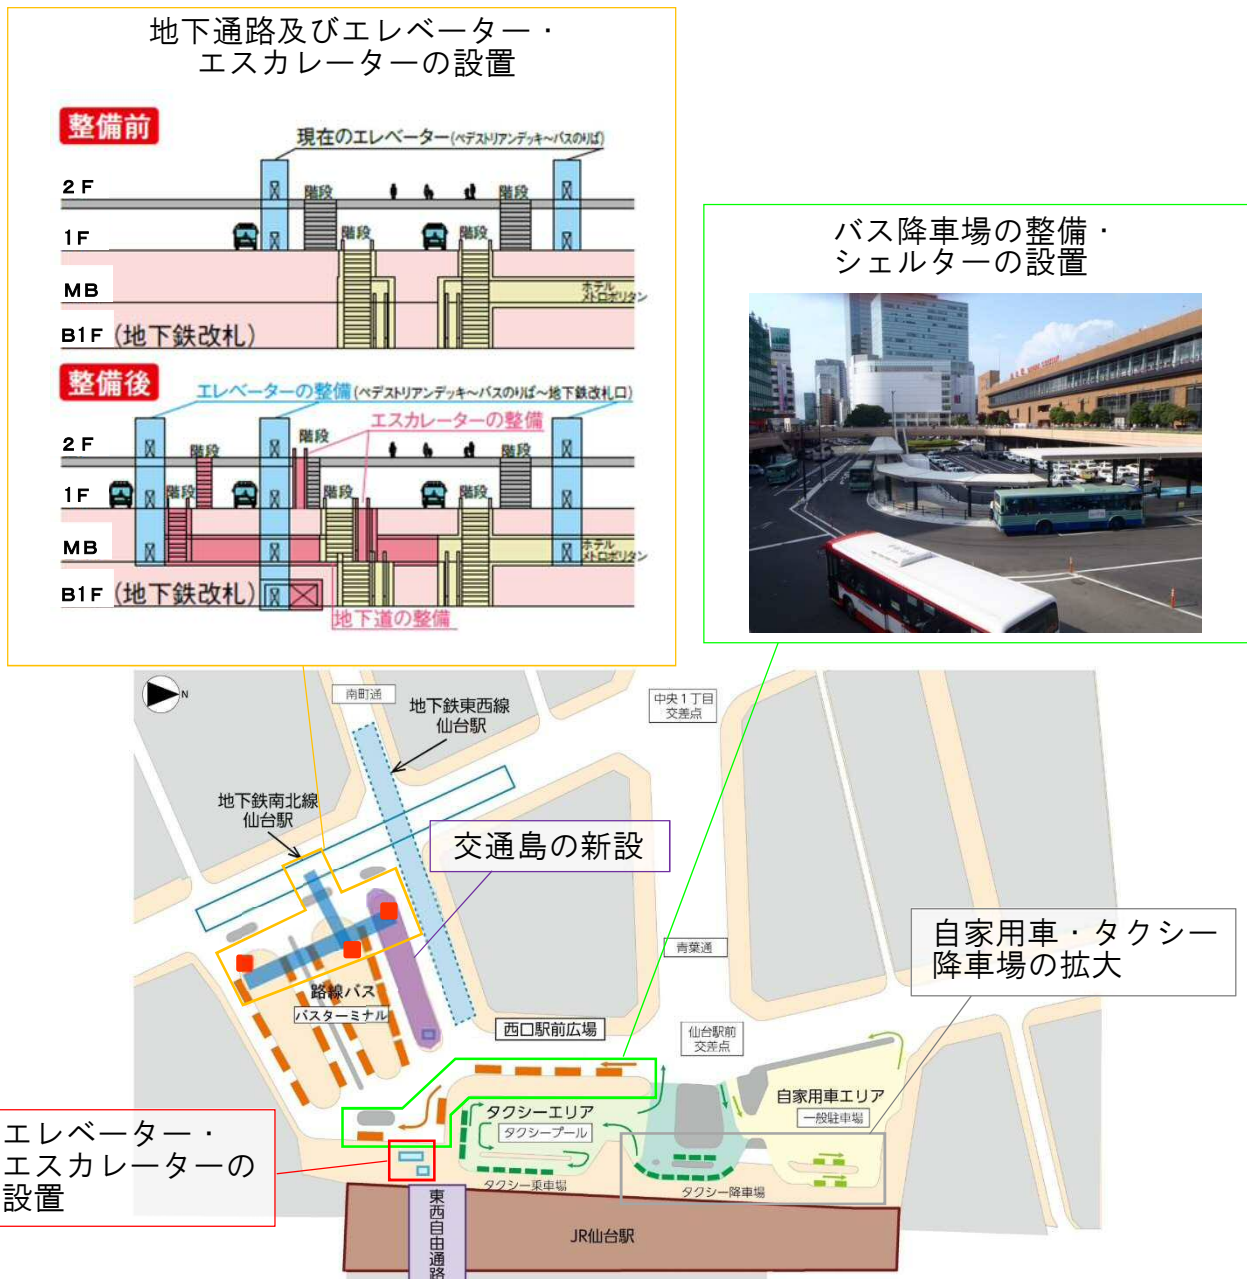 地下通路及びエレベーター・
エスカレーターの設置
整備前
現在のエレベーター(ペデストリアンデッキ～バスのりば)
2F
階段
階段
1F
階段
階段
MB
ホテル
メトロポリタン
B1F (地下鉄改札)
整備後
エレベーターの整備(ペデストリアンデッキ～バスのりば～地下鉄改札口)
エスカレーターの整備
2F
階段
階段
階段
1F
階段
階段
階段
MB
ホテル
メトロポリタン
B1F (地下鉄改札)
地下道の整備
バス降車場の整備・
シェルターの設置
N
南町通
地下鉄東西線
仙台駅
中央1丁目
交差点
地下鉄南北線
仙台駅
交通島の新設
青葉通
自家用車・タクシー
降車場の拡大
路線バス
バスターミナル
西口駅前広場
仙台駅前
交差点
自家用車エリア
一般駐車場
タクシーエリア
タクシープール
エレベーター・
エスカレーターの
設置
タクシー乗車場
タクシー降車場
東西自由通路
JR仙台駅